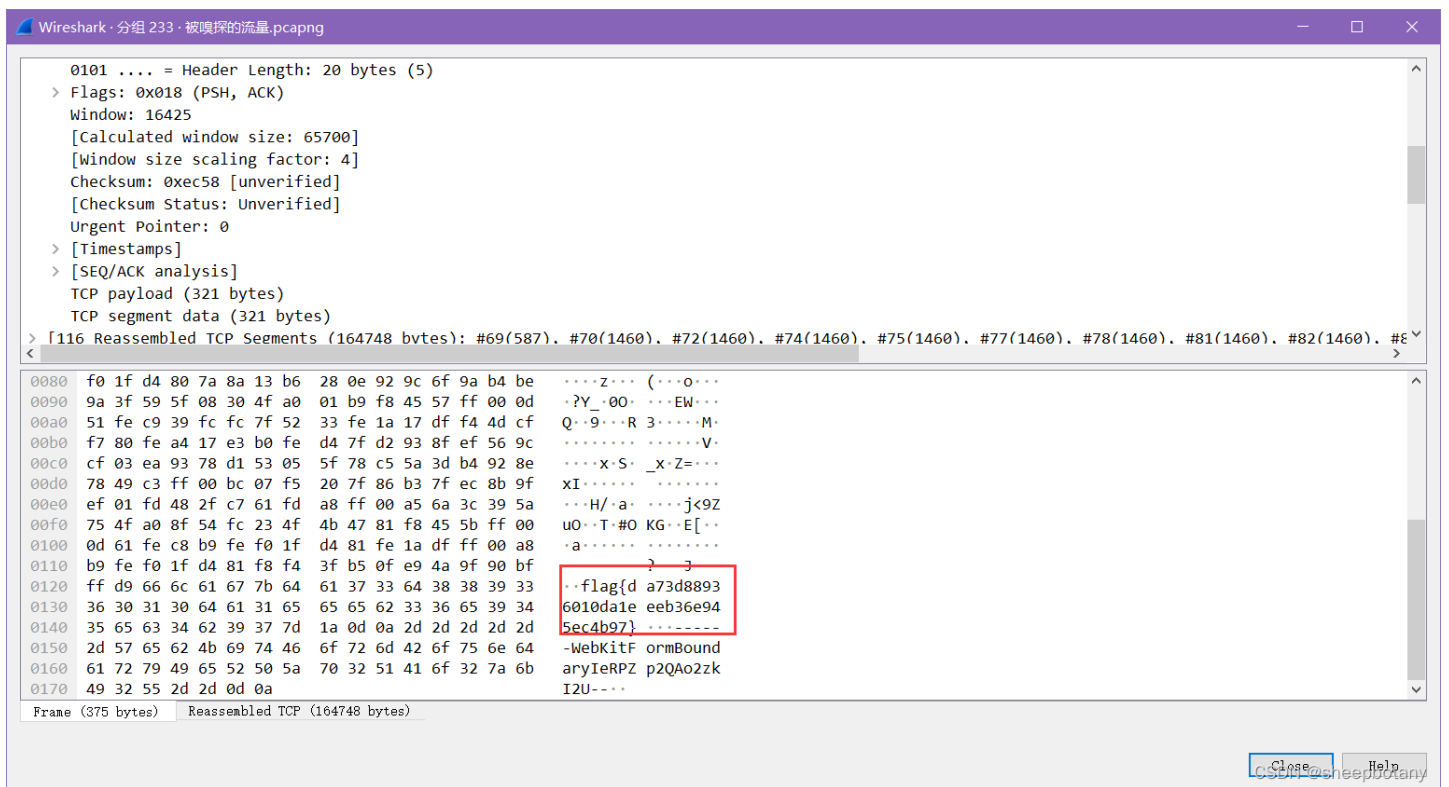 Wireshark · 分组 233 · 被嗅探的流量.pcapng
0101 .... = Header Length: 20 bytes (5)
Flags: 0x018 (PSH, ACK)
Window: 16425
[Calculated window size: 65700]
[Window size scaling factor: 4]
Checksum: 0xec58 [unverified]
[Checksum Status: Unverified]
Urgent Pointer: 0
[Timestamps]
[SEQ/ACK analysis]
TCP payload (321 bytes)
TCP segment data (321 bytes)
[116 Reassembled TCP Segments (164748 bytes): #69(587), #70(1460), #72(1460), #74(1460), #75(1460), #77(1460), #78(1460), #81(1460), #82(1460), #8
0080 f0 1f d4 80 7a 8a 13 b6 28 0e 92 9c 6f 9a b4 be ····z··· (···o···
0090 9a 3f 59 5f 08 30 4f a0 01 b9 f8 45 57 ff 00 0d ·?Y_·0O· ···EW···
00a0 51 fe c9 39 fc fc 7f 52 33 fe 1a 17 df f4 4d cf Q··9···R 3·····M·
00b0 f7 80 fe a4 17 e3 b0 fe d4 7f d2 93 8f ef 56 9c ········ ······V·
00c0 cf 03 ea 93 78 d1 53 05 5f 78 c5 5a 3d b4 92 8e ····x·S· _x·Z=···
00d0 78 49 c3 ff 00 bc 07 f5 20 7f 86 b3 7f ec 8b 9f xI······ ·······
00e0 ef 01 fd 48 2f c7 61 fd a8 ff 00 a5 6a 3c 39 5a ···H/·a· ····j<9Z
00f0 75 4f a0 8f 54 fc 23 4f 4b 47 81 f8 45 5b ff 00 uO··T·#O KG··E[··
0100 0d 61 fe c8 b9 fe f0 1f d4 81 fe 1a df ff 00 a8 ·a······ ········
0110 b9 fe f0 1f d4 81 f8 f4 3f b5 0f e9 4a 9f 90 bf ········ ?···J···
0120 ff d9 66 6c 61 67 7b 64 61 37 33 64 38 38 39 33 ··flag{d a73d8893
0130 36 30 31 30 64 61 31 65 65 65 62 33 36 65 39 34 6010da1e eeb36e94
0140 35 65 63 34 62 39 37 7d 1a 0d 0a 2d 2d 2d 2d 2d 5ec4b97} ···-----
0150 2d 57 65 62 4b 69 74 46 6f 72 6d 42 6f 75 6e 64 -WebKitF ormBound
0160 61 72 79 49 65 52 50 5a 70 32 51 41 6f 32 7a 6b aryIeRPZ p2QAo2zk
0170 49 32 55 2d 2d 0d 0a I2U--··
Frame (375 bytes) Reassembled TCP (164748 bytes)
Close Help
CSDN @sheepbotany